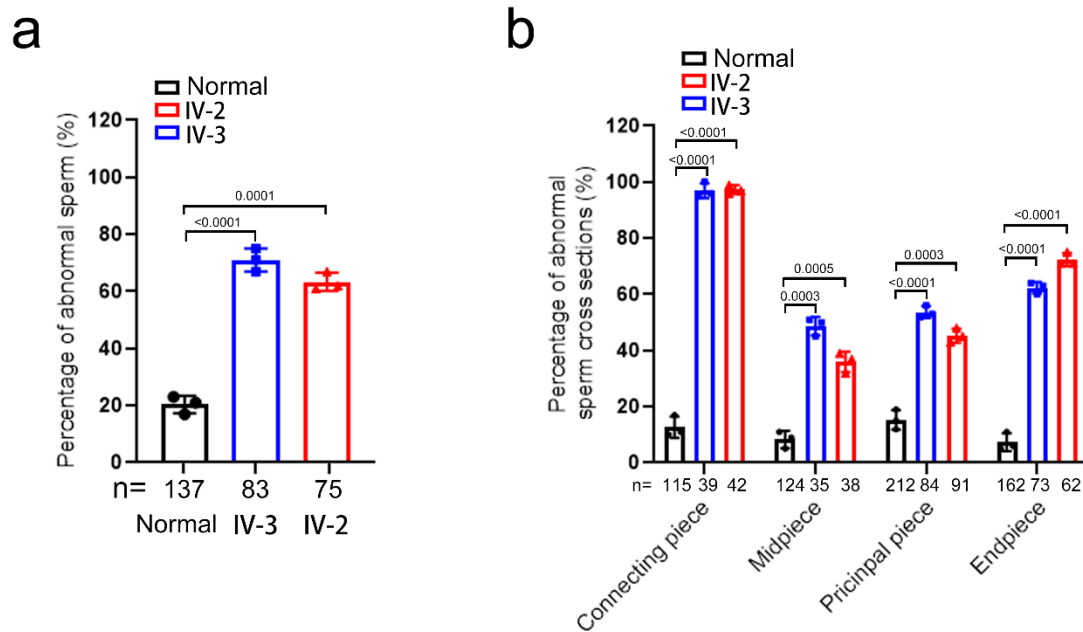 a
Normal
IV-2
IV-3
Percentage of abnormal sperm (%)
120
100
80
60
40
20
0
0.0001
<0.0001
n= 137 83 75
Normal IV-3 IV-2
b
Normal
IV-2
IV-3
Percentage of abnormal
sperm cross sections (%)
120
100
80
60
40
20
0
<0.0001
<0.0001
0.0005
0.0003
0.0003
<0.0001
<0.0001
<0.0001
n= 115 39 42 124 35 38 212 84 91 162 73 62
Connecting piece
Midpiece
Pricinpal piece
Endpiece